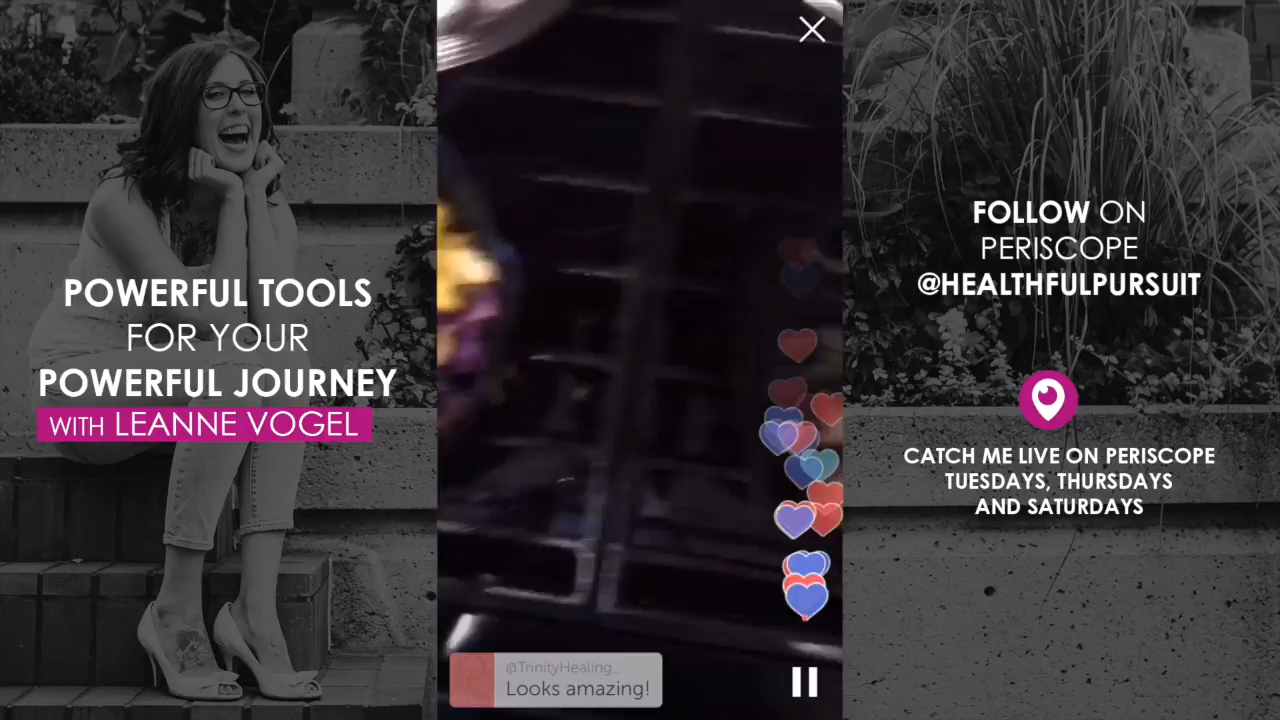 POWERFUL TOOLS
FOR YOUR
POWERFUL JOURNEY
WITH LEANNE VOGEL
@TrinityHealing_
Looks amazing!
FOLLOW ON
PERISCOPE
@HEALTHFULPURSUIT
CATCH ME LIVE ON PERISCOPE
TUESDAYS, THURSDAYS
AND SATURDAYS